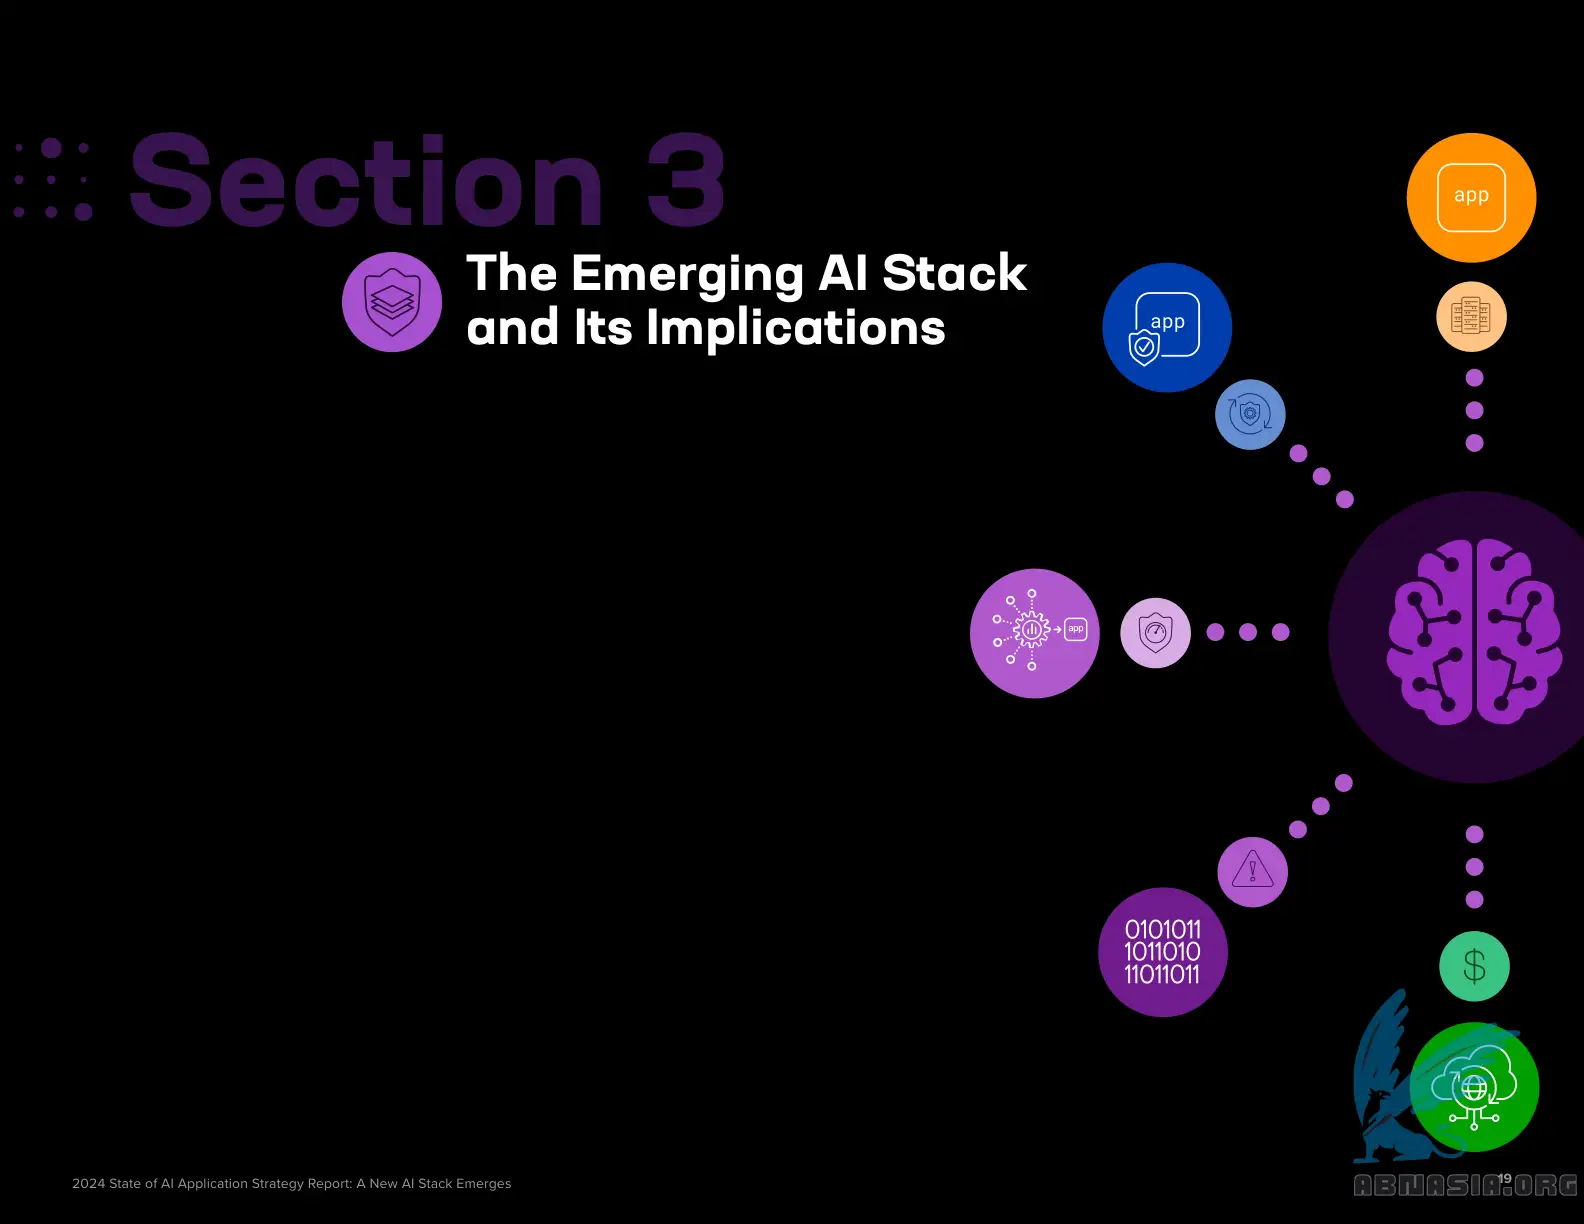 Section 3
The Emerging AI Stack
and Its Implications
app
app
app
0101011
1011010
11011011
$
2024 State of AI Application Strategy Report: A New AI Stack Emerges
19
ABNASIA.ORG